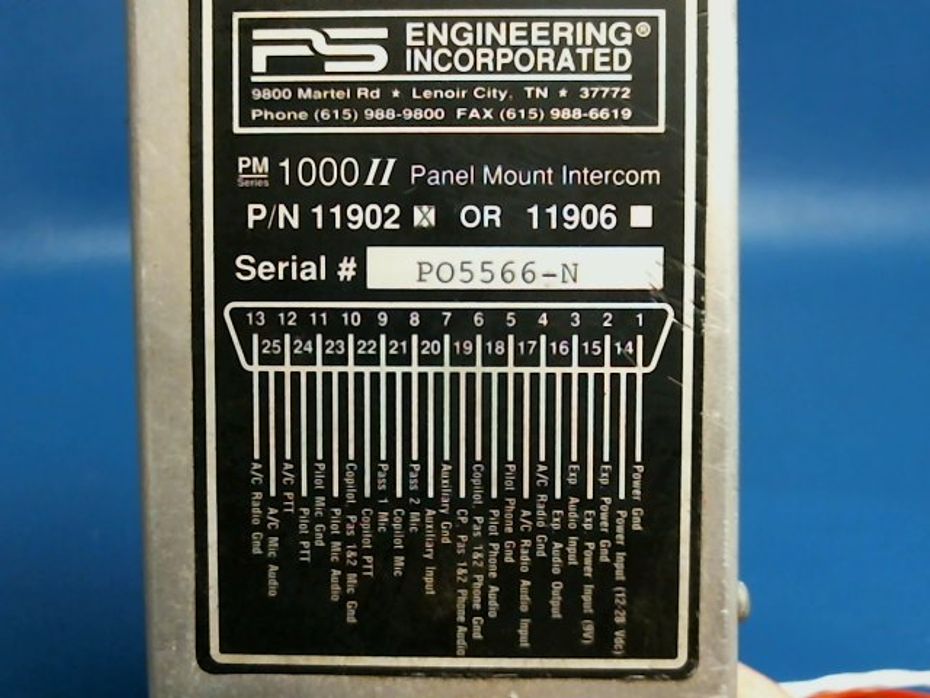 PS ENGINEERING®
INCORPORATED
9800 Martel Rd ★ Lenoir City, TN ★ 37772
Phone (615) 988-9800 FAX (615) 988-6619
PM Series 1000 II Panel Mount Intercom
P/N 11902 ☒ OR 11906 □
Serial # PO5566-N
13 12 11 10 9 8 7 6 5 4 3 2 1
25 24 23 22 21 20 19 18 17 16 15 14
A/C Radio Gnd
A/C Mic Audio
A/C PTT
Pilot PTT
Pilot Mic Gnd
Pilot Mic Audio
Copilot, Pas 1&2 Mic Gnd
Copilot PTT
Pass 1 Mic
Copilot Mic
Pass 2 Mic
Auxiliary Input
Auxiliary Gnd
CP, Pas 1&2 Phone Audio
Copilot, Pas 1&2 Phone Gnd
Pilot Phone Audio
Pilot Phone Gnd
A/C Radio Audio Input
A/C Radio Gnd
Exp. Audio Output
Exp. Audio Input
Exp. Power Input (9V)
Exp. Power Gnd
Power Input (12-28 Vdc)
Power Gnd